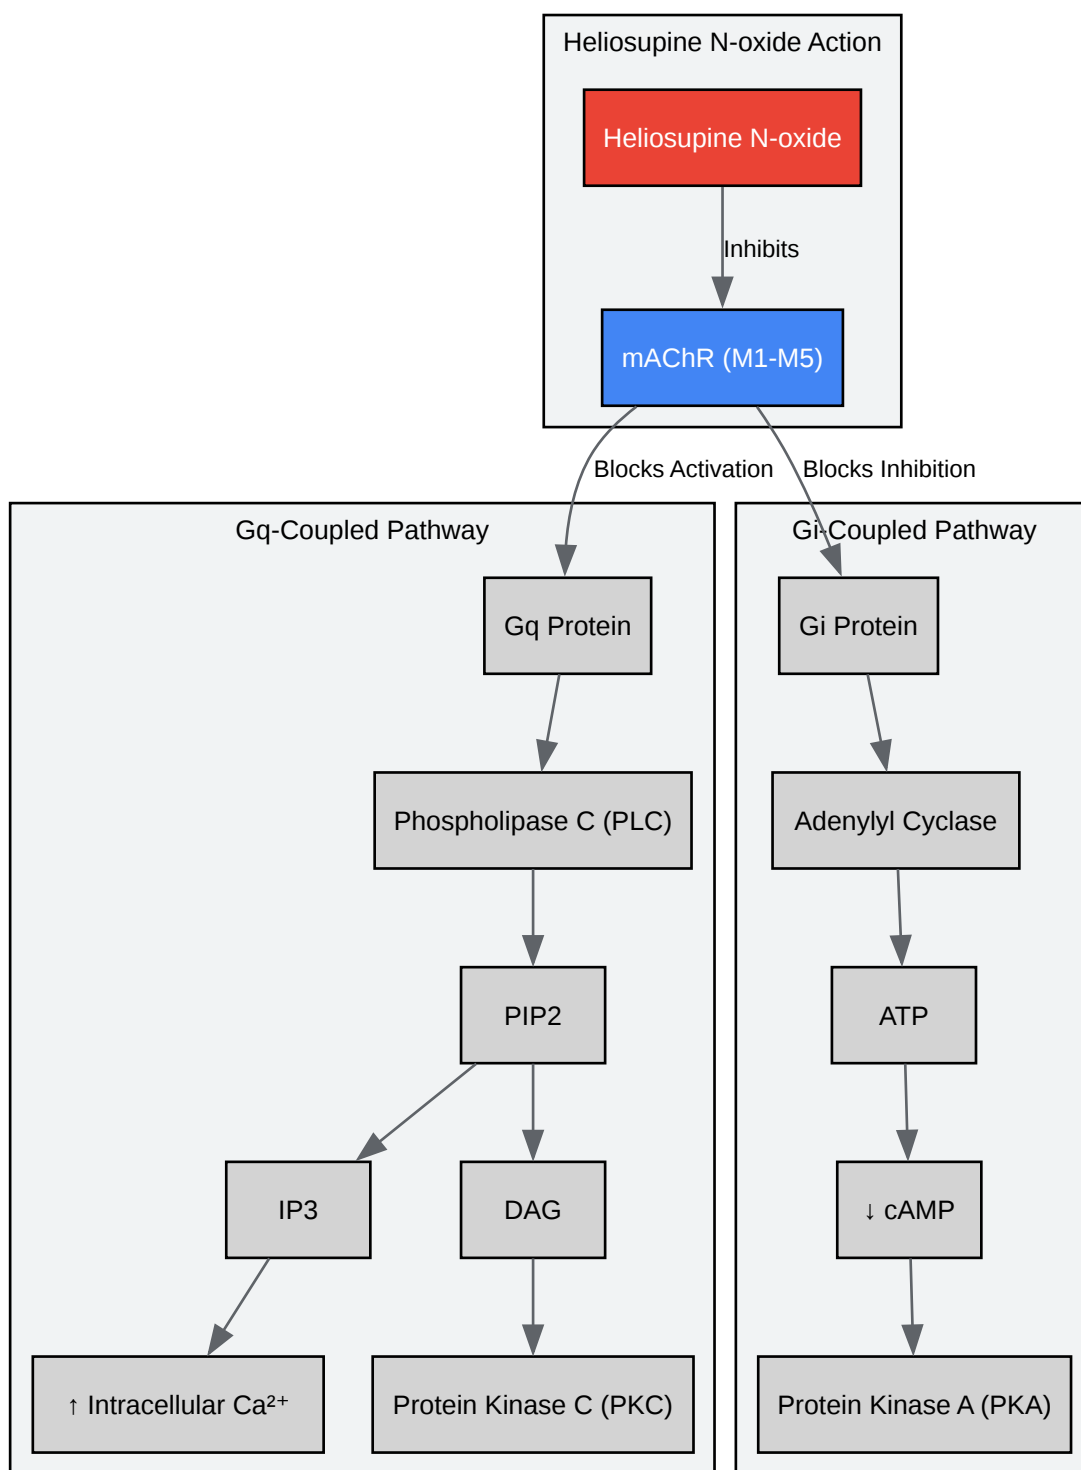 Heliosupine N-oxide Action
Heliosupine N-oxide
Inhibits
mAChR (M1-M5)
Blocks Activation
Blocks Inhibition
Gq-Coupled Pathway
Gi-Coupled Pathway
Gq Protein
Gi Protein
Phospholipase C (PLC)
Adenylyl Cyclase
PIP2
ATP
IP3
DAG
↓ cAMP
↑ Intracellular Ca²⁺
Protein Kinase C (PKC)
Protein Kinase A (PKA)